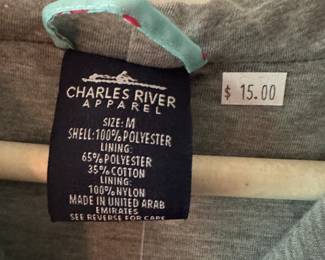 CHARLES RIVER
APPAREL
SIZE: M
SHELL: 100% POLYESTER
LINING:
65% POLYESTER
35% COTTON
LINING:
100% NYLON
MADE IN UNITED ARAB
EMIRATES
SEE REVERSE FOR CARE
$ 15.00